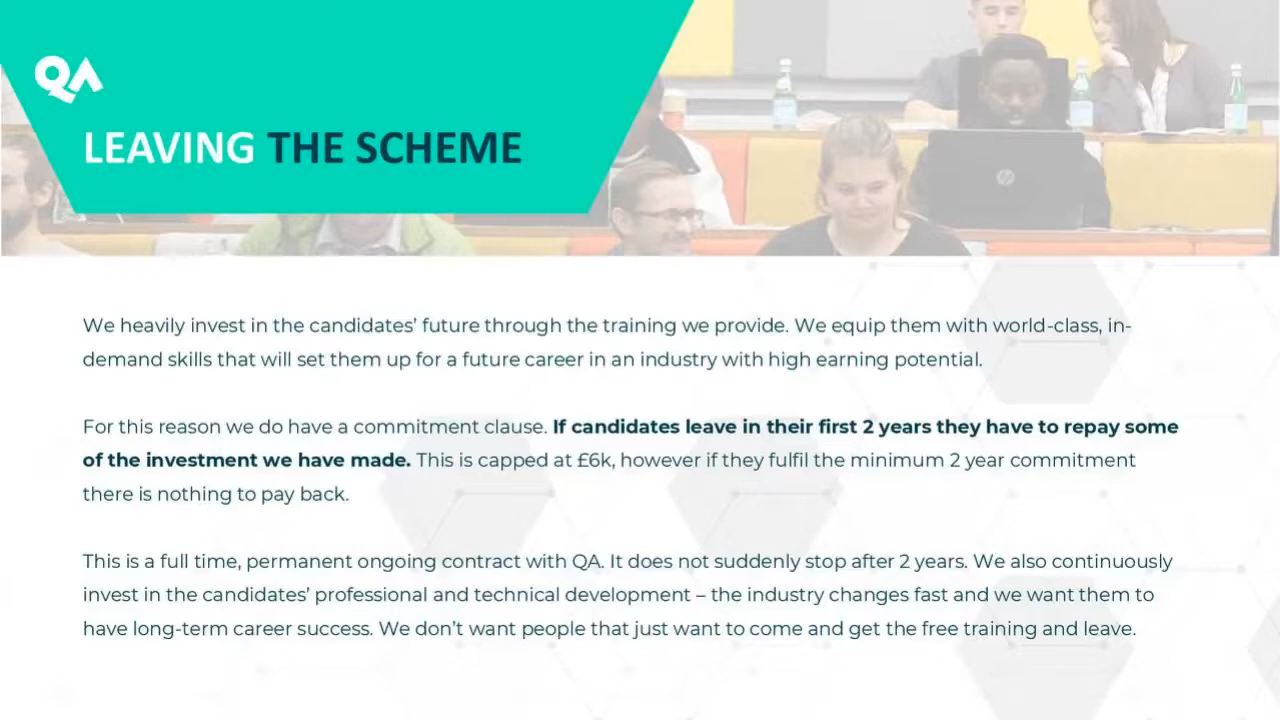 QA
LEAVING THE SCHEME
We heavily invest in the candidates’ future through the training we provide. We equip them with world-class, in-
demand skills that will set them up for a future career in an industry with high earning potential.
For this reason we do have a commitment clause. If candidates leave in their first 2 years they have to repay some
of the investment we have made. This is capped at £6k, however if they fulfil the minimum 2 year commitment
there is nothing to pay back.
This is a full time, permanent ongoing contract with QA. It does not suddenly stop after 2 years. We also continuously
invest in the candidates’ professional and technical development – the industry changes fast and we want them to
have long-term career success. We don’t want people that just want to come and get the free training and leave.